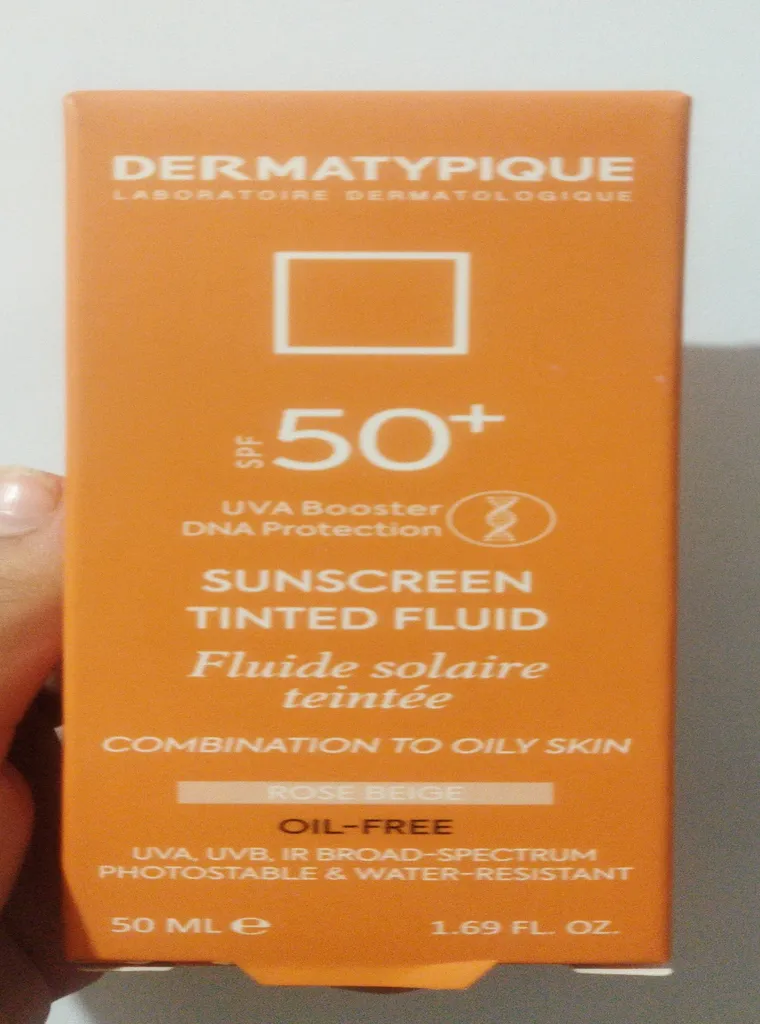 DERMATYPIQUE
LABORATOIRE DERMATOLOGIQUE
SPF 50+
UVA Booster
DNA Protection
SUNSCREEN
TINTED FLUID
Fluide solaire
teintée
COMBINATION TO OILY SKIN
ROSE BEIGE
OIL-FREE
UVA, UVB, IR BROAD-SPECTRUM
PHOTOSTABLE & WATER-RESISTANT
50 ML ℮ 1.69 FL. OZ.